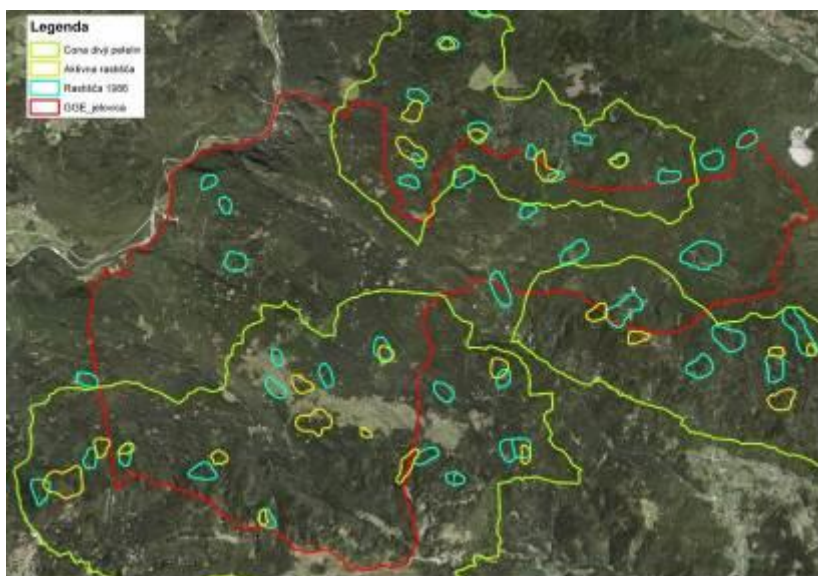 Legenda
Cona divji petelin
Aktivna rastišča
Rastišča 1986
GGE_jelovica